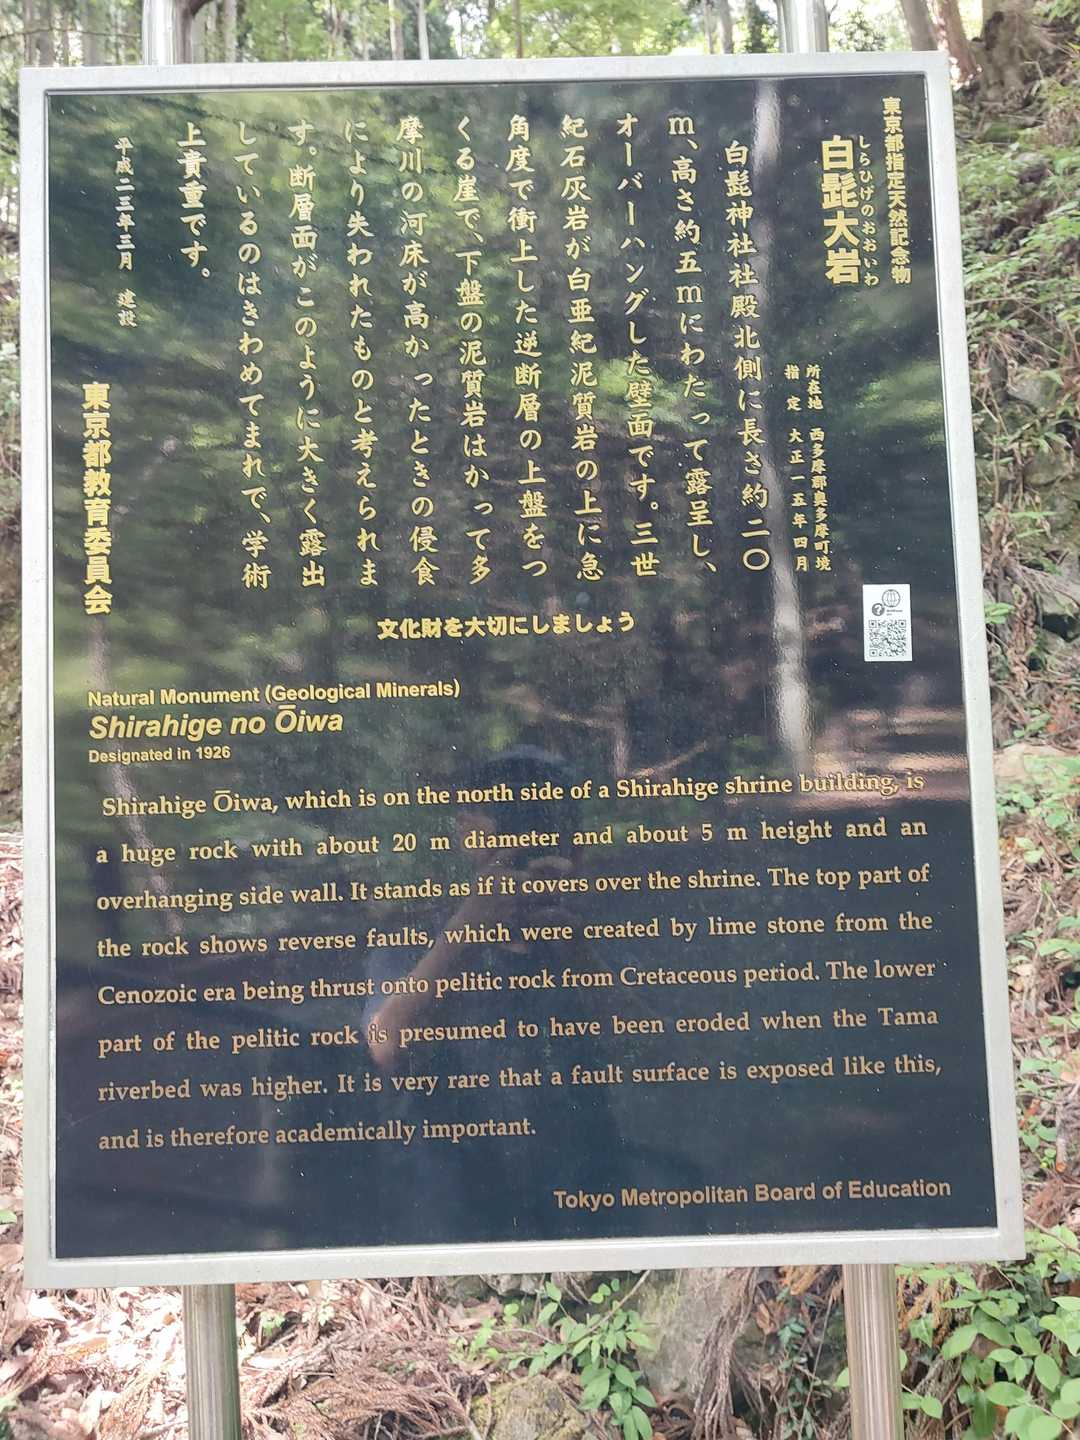 東京都指定天然記念物
しらひげのおおいわ
白髭大岩
所在地 西多摩郡奥多摩町境
指定 大正一五年四月
白髭神社社殿北側に長さ約二〇
m、高さ約五mにわたって露呈し、
オーバーハングした壁面です。三世
紀石灰岩が白亜紀泥質岩の上に急
角度で衝上した逆断層の上盤をつ
くる崖で、下盤の泥質岩はかって多
摩川の河床が高かったときの侵食
により失われたものと考えられま
す。断層面がこのように大きく露出
しているのはきわめてまれで、学術
上貴重です。
平成二三年三月 建設
東京都教育委員会
文化財を大切にしましょう
Natural Monument (Geological Minerals)
Shirahige no Ōiwa
Designated in 1926
Shirahige Ōiwa, which is on the north side of a Shirahige shrine building, is
a huge rock with about 20 m diameter and about 5 m height and an
overhanging side wall. It stands as if it covers over the shrine. The top part of
the rock shows reverse faults, which were created by lime stone from the
Cenozoic era being thrust onto pelitic rock from Cretaceous period. The lower
part of the pelitic rock is presumed to have been eroded when the Tama
riverbed was higher. It is very rare that a fault surface is exposed like this,
and is therefore academically important.
Tokyo Metropolitan Board of Education